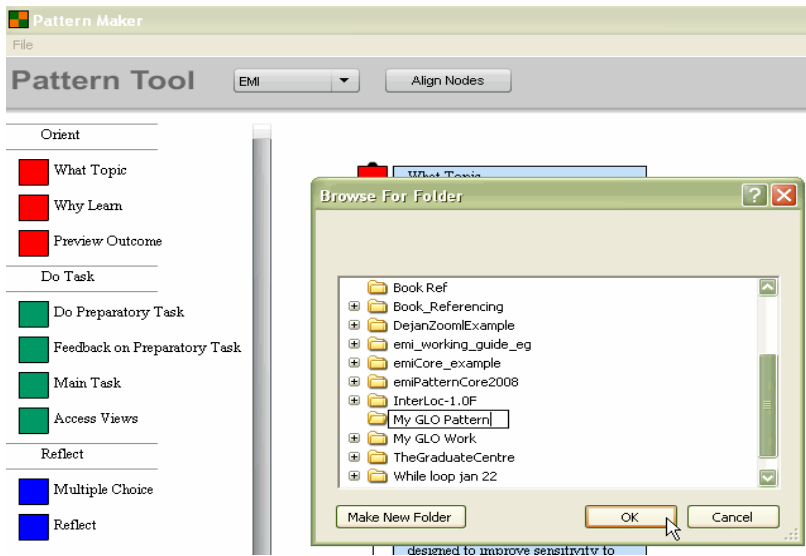 Pattern Maker
File
Pattern Tool
EMI
Align Nodes
Orient
What Topic
Why Learn
Preview Outcome
Do Task
Do Preparatory Task
Feedback on Preparatory Task
Main Task
Access Views
Reflect
Multiple Choice
Reflect
What Topic
Browse For Folder
Book Ref
Book_Referencing
DejanZoomlExample
emi_working_guide_eg
emiCore_example
emiPatternCore2008
InterLoc-1.0F
My GLO Pattern
My GLO Work
TheGraduateCentre
While loop jan 22
Make New Folder
OK
Cancel
designed to improve sensitivity to